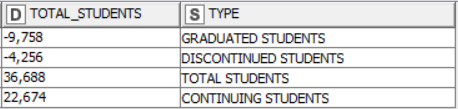 D TOTAL_STUDENTS S TYPE
-9,758 GRADUATED STUDENTS
-4,256 DISCONTINUED STUDENTS
36,688 TOTAL STUDENTS
22,674 CONTINUING STUDENTS